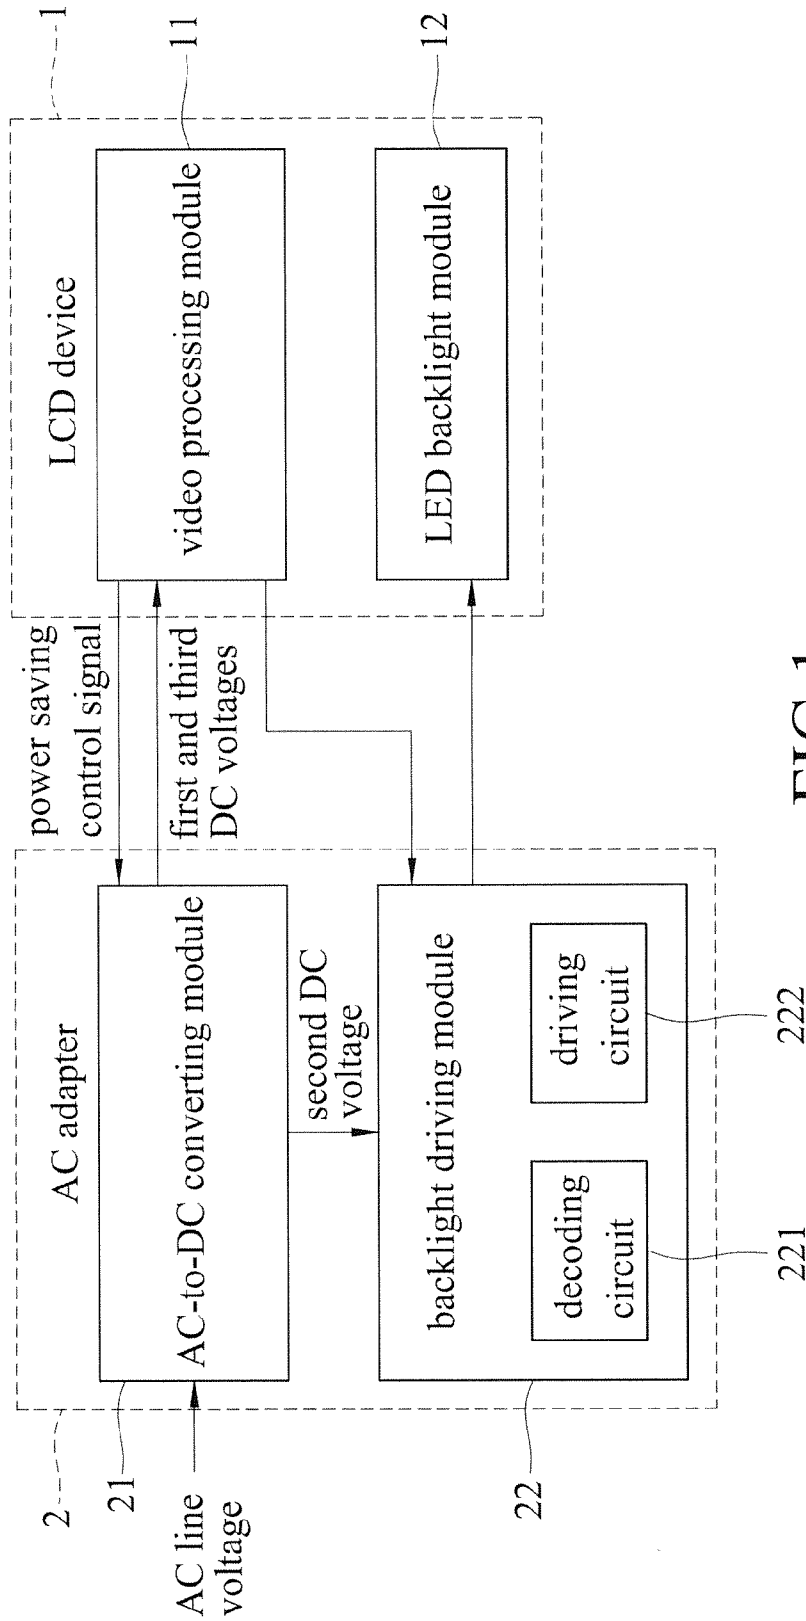 1
LCD device
11
video processing module
12
LED backlight module
power saving
control signal
first and third
DC voltages
2
AC adapter
21
AC-to-DC converting module
AC line
voltage
second DC
voltage
22
backlight driving module
decoding
circuit
221
driving
circuit
222
FIG.1